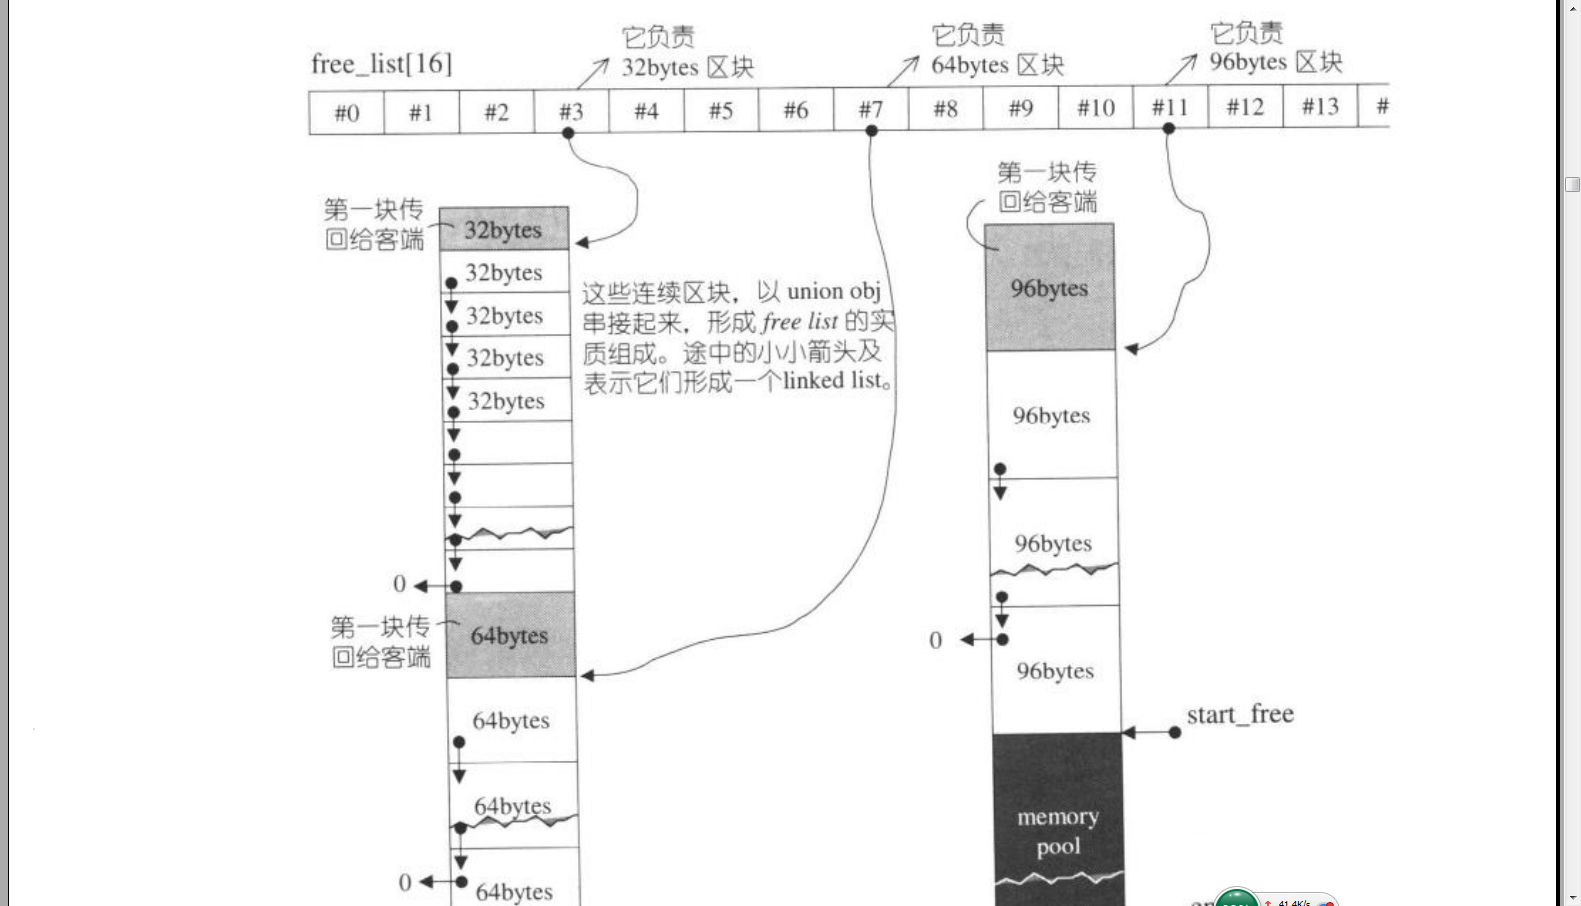 free_list[16]
它负责
32bytes 区块
它负责
64bytes 区块
它负责
96bytes 区块
#0 #1 #2 #3 #4 #5 #6 #7 #8 #9 #10 #11 #12 #13 #
第一块传
回给客端
32bytes
32bytes
32bytes
32bytes
32bytes
0
这些连续区块，以 union obj
串接起来，形成 free list 的实
质组成。途中的小小箭头及
表示它们形成一个linked list。
第一块传
回给客端
64bytes
64bytes
64bytes
0
64bytes
第一块传
回给客端
96bytes
96bytes
96bytes
0
96bytes
start_free
memory
pool
41.4K/s